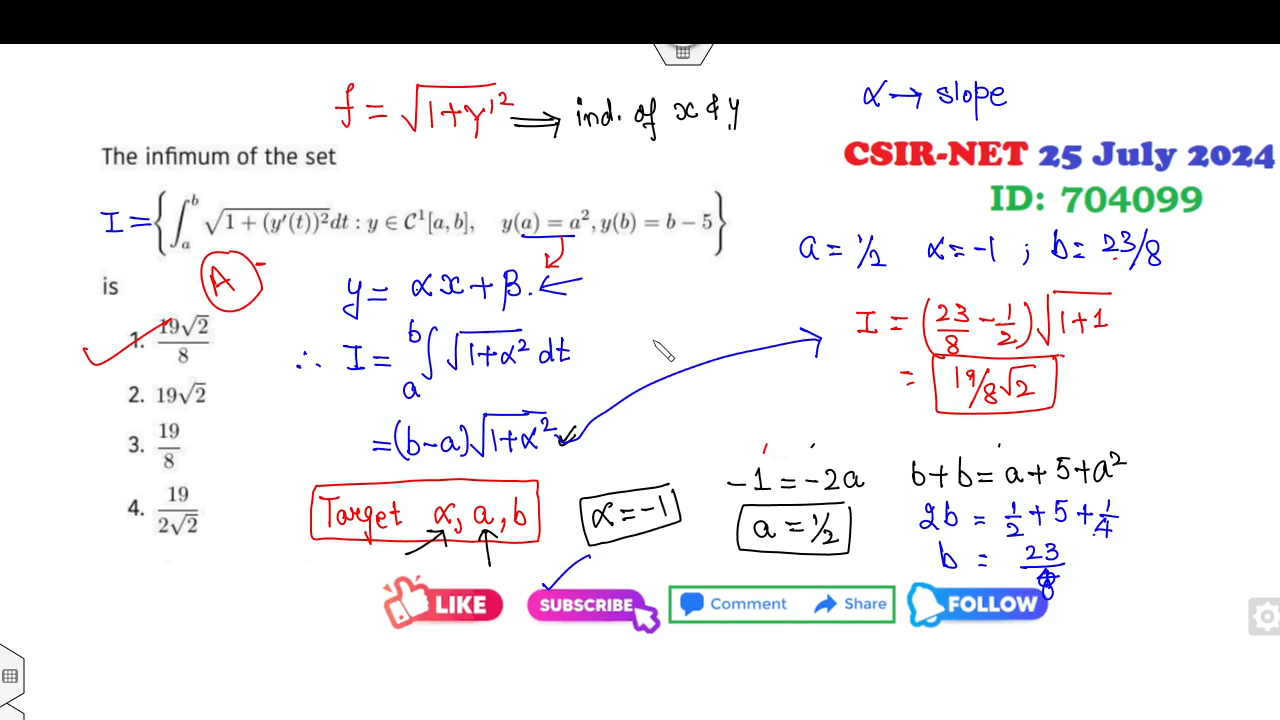 f = √(1+y'²) ⟹ ind. of x & y
α → slope
The infimum of the set
CSIR-NET 25 July 2024
ID: 704099
I = { ∫_a^b √(1 + (y'(t))²) dt : y ∈ C¹[a, b], y(a) = a², y(b) = b − 5 }
is
A
a = 1/2 α = −1 ; b = 23/8
y = αx + β.
1. 19√2/8
2. 19√2
3. 19/8
4. 19/(2√2)
∴ I = ∫_a^b √(1+α²) dt
= (b−a)√(1+α²)
I = (23/8 − 1/2)√(1+1)
= 19/8√2
Target α, a, b
α = −1
−1 = −2a
a = 1/2
b + b = a + 5 + a²
2b = 1/2 + 5 + 1/4
b = 23/8
LIKE
SUBSCRIBE
Comment
Share
FOLLOW